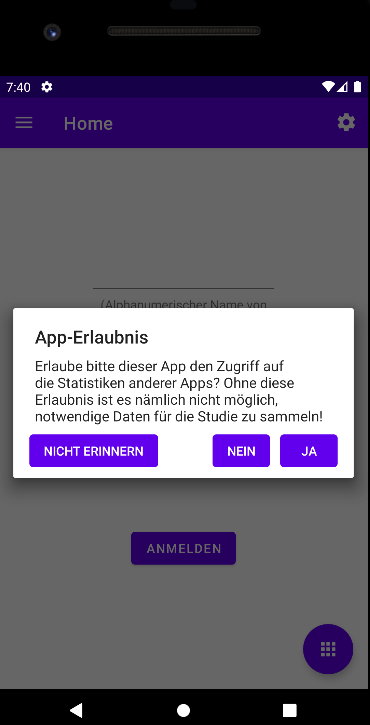 7:40
Home
(Alphanumerischer Name von
App-Erlaubnis
Erlaube bitte dieser App den Zugriff auf
die Statistiken anderer Apps? Ohne diese
Erlaubnis ist es nämlich nicht möglich,
notwendige Daten für die Studie zu sammeln!
NICHT ERINNERN NEIN JA
ANMELDEN